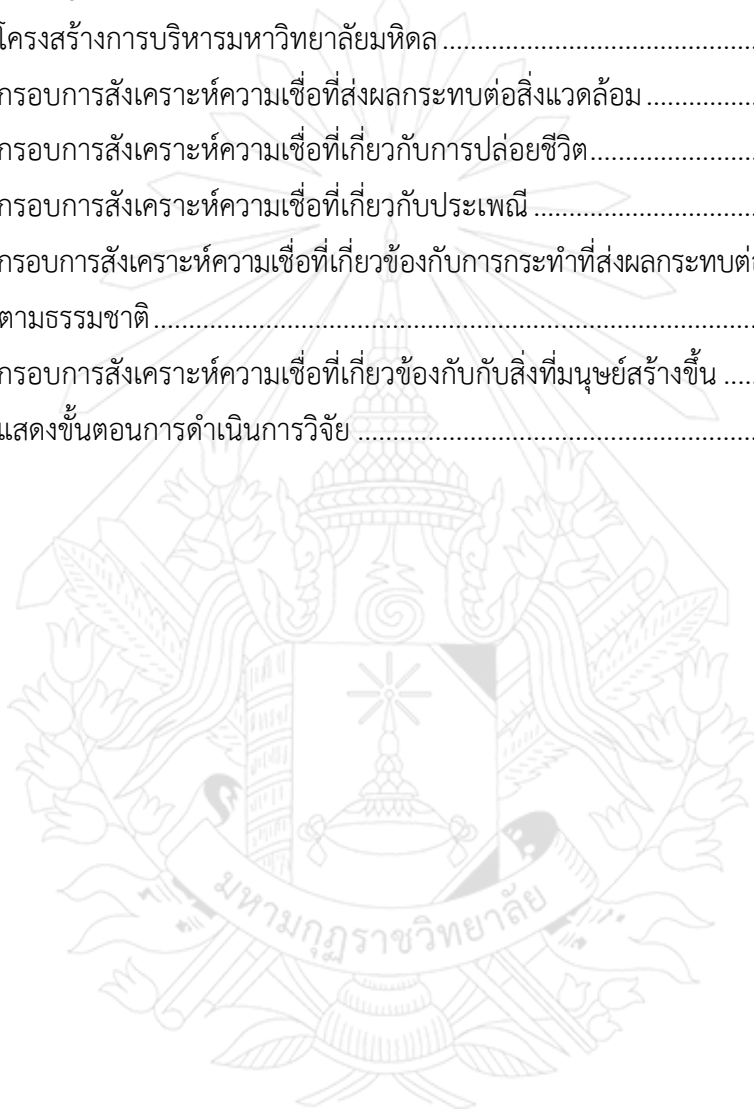 โครงสร้างการบริหารมหาวิทยาลัยมหิดล......................................................
กรอบการสังเคราะห์ความเชื่อที่ส่งผลกระทบต่อสิ่งแวดล้อม..................
กรอบการสังเคราะห์ความเชื่อที่เกี่ยวกับการปล่อยชีวิต..........................
กรอบการสังเคราะห์ความเชื่อที่เกี่ยวกับประเพณี...................................
กรอบการสังเคราะห์ความเชื่อที่เกี่ยวข้องกับการกระทำที่ส่งผลกระทบต่อ
ตามธรรมชาติ.........................................................................................
กรอบการสังเคราะห์ความเชื่อที่เกี่ยวข้องกับกับสิ่งที่มนุษย์สร้างขึ้น .....
แสดงขั้นตอนการดำเนินการวิจัย ............................................................
มหามกุฏราชวิทยาลัย